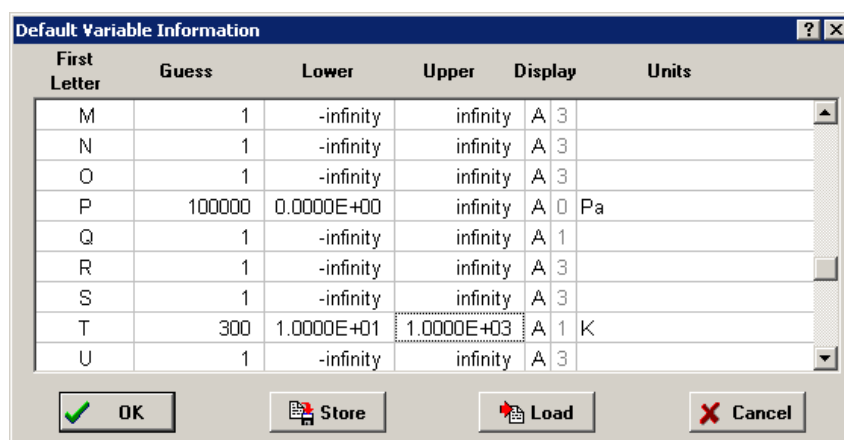 Default Variable Information
First Letter Guess Lower Upper Display Units
M 1 -infinity infinity A 3
N 1 -infinity infinity A 3
O 1 -infinity infinity A 3
P 100000 0.0000E+00 infinity A 0 Pa
Q 1 -infinity infinity A 1
R 1 -infinity infinity A 3
S 1 -infinity infinity A 3
T 300 1.0000E+01 1.0000E+03 A 1 K
U 1 -infinity infinity A 3
OK Store Load Cancel